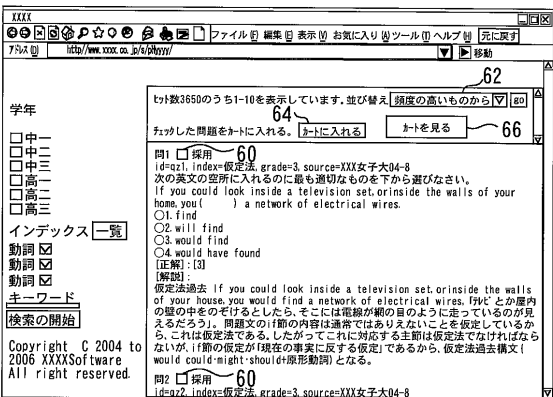 XXXX
ファイル(F) 編集(E) 表示(V) お気に入り(A) ツール(T) ヘルプ(H) 元に戻す
アドレス(D) http://www.xxxx.co.jp/s/pHyyyy/ 移動
62
ヒット数3650のうち1-10を表示しています。並び替え 頻度の高いものから go
64
チェックした問題をカートに入れる。 カートに入れる カートを見る 66
学年
中一
中二
中三
高一
高二
高三
インデックス 一覧
動詞
動詞
動詞
キーワード
検索の開始
Copyright C 2004 to
2006 XXXXSoftware
All right reserved.
問1 採用 60
id=qz1, index=仮定法, grade=3, source=XXX女子大04-8
次の英文の空所に入れるのに最も適切なものを下から選びなさい。
If you could look inside a television set, orinside the walls of your
home, you ( ) a network of electrical wires.
1. find
2. will find
3. would find
4. would have found
[正解] : [3]
[解説] :
仮定法過去 If you could look inside a television set, orinside the walls
of your house, you would find a network of electrical wires, 「テレビとか屋内
の壁の中をのぞけるとしたら、そこには電線が網の目のように走っているのが見
えるだろう」。 問題文のif節の内容は通常ではありえないことを仮定しているか
ら、これは仮定法である。したがってこれに対応する主節は仮定法でなければなら
ないが、if節の仮定が「現在の事実に反する仮定」であるから、仮定法過去構文(
would could·might·should+原形動詞) となる。
問2 採用 60
id=qz2, index=仮定法, grade=3, source=XXX女子大04-8